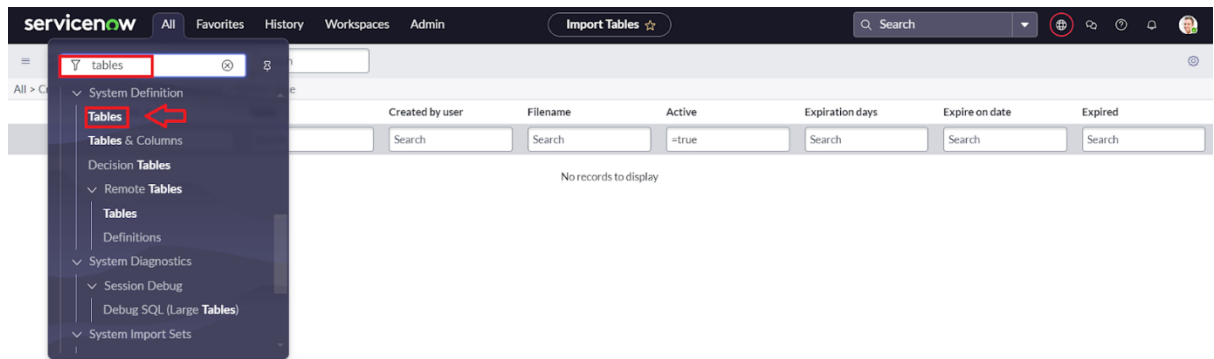 servicenow All Favorites History Workspaces Admin Import Tables Search
tables
All >
System Definition
Tables
Created by user Filename Active Expiration days Expire on date Expired
Tables & Columns
Search Search =true Search Search Search
Decision Tables
No records to display
Remote Tables
Tables
Definitions
System Diagnostics
Session Debug
Debug SQL (Large Tables)
System Import Sets